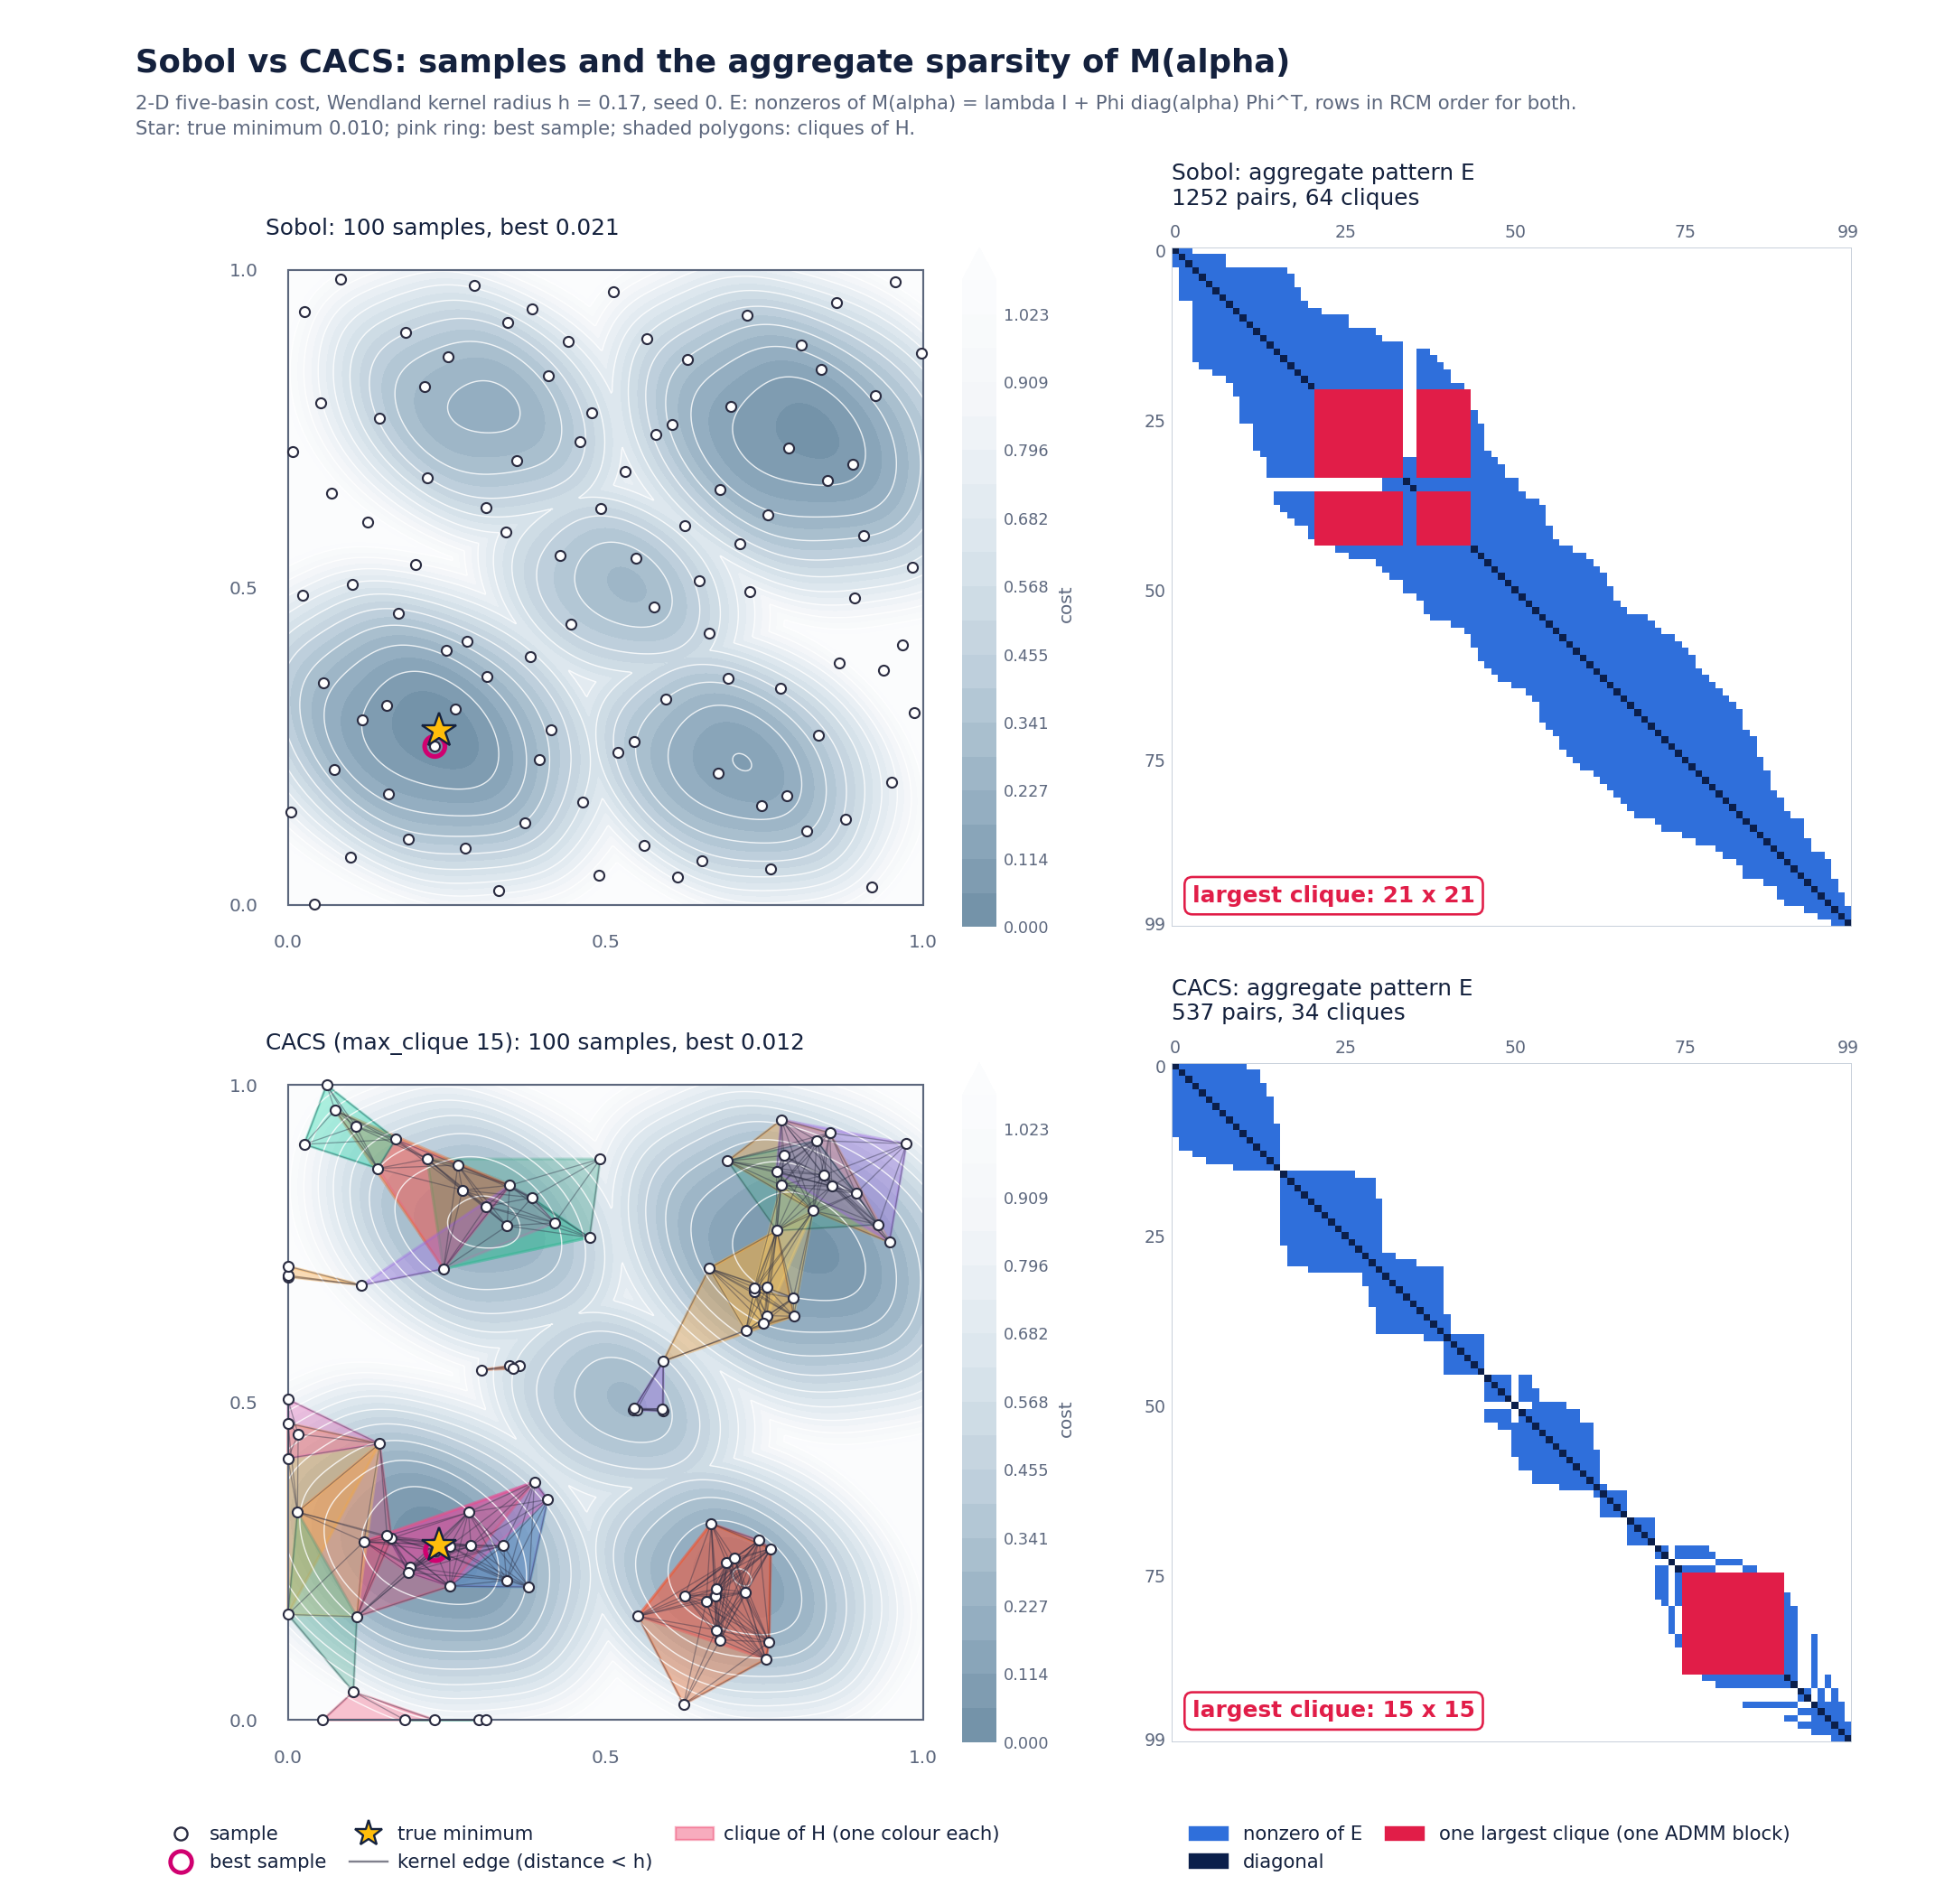 Sobol vs CACS: samples and the aggregate sparsity of M(alpha)
2-D five-basin cost, Wendland kernel radius h = 0.17, seed 0. E: nonzeros of M(alpha) = lambda I + Phi diag(alpha) Phi^T, rows in RCM order for both.
Star: true minimum 0.010; pink ring: best sample; shaded polygons: cliques of H.
Sobol: 100 samples, best 0.021
1.0
0.5
0.0
0.0 0.5 1.0
1.023
0.909
0.796
0.682
0.568
0.455
0.341
0.227
0.114
0.000
cost
Sobol: aggregate pattern E
1252 pairs, 64 cliques
0 25 50 75 99
0
25
50
75
99
largest clique: 21 x 21
CACS (max_clique 15): 100 samples, best 0.012
1.0
0.5
0.0
0.0 0.5 1.0
1.023
0.909
0.796
0.682
0.568
0.455
0.341
0.227
0.114
0.000
cost
CACS: aggregate pattern E
537 pairs, 34 cliques
0 25 50 75 99
0
25
50
75
99
largest clique: 15 x 15
sample true minimum clique of H (one colour each)
best sample kernel edge (distance < h)
nonzero of E one largest clique (one ADMM block)
diagonal